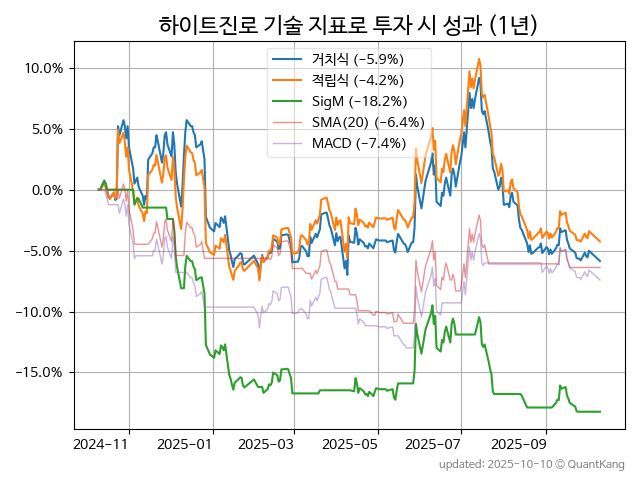 하이트진로 기술 지표로 투자 시 성과 (1년)
거치식 (−5.9%)
적립식 (−4.2%)
SigM (−18.2%)
SMA(20) (−6.4%)
MACD (−7.4%)
10.0%
5.0%
0.0%
−5.0%
−10.0%
−15.0%
2024−11 2025−01 2025−03 2025−05 2025−07 2025−09
updated: 2025-10-10 © QuantKang